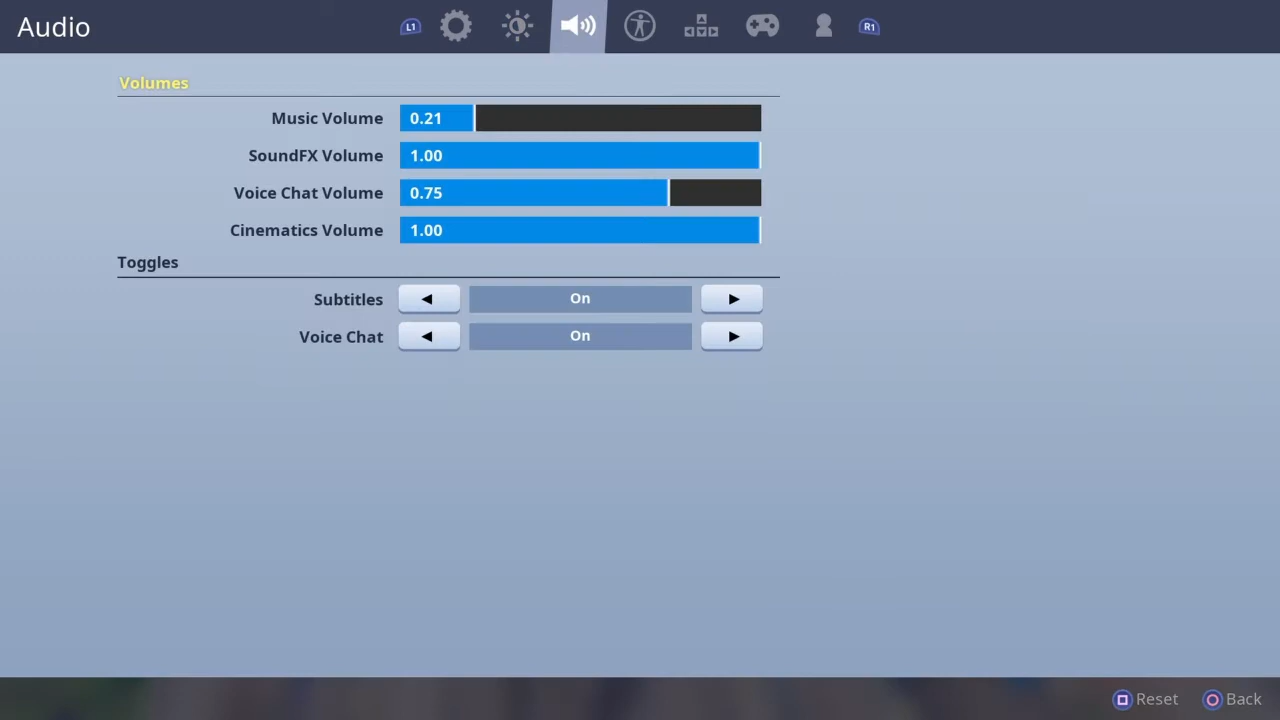 Audio
L1
R1
Volumes
Music Volume 0.21
SoundFX Volume 1.00
Voice Chat Volume 0.75
Cinematics Volume 1.00
Toggles
Subtitles On
Voice Chat On
Reset Back